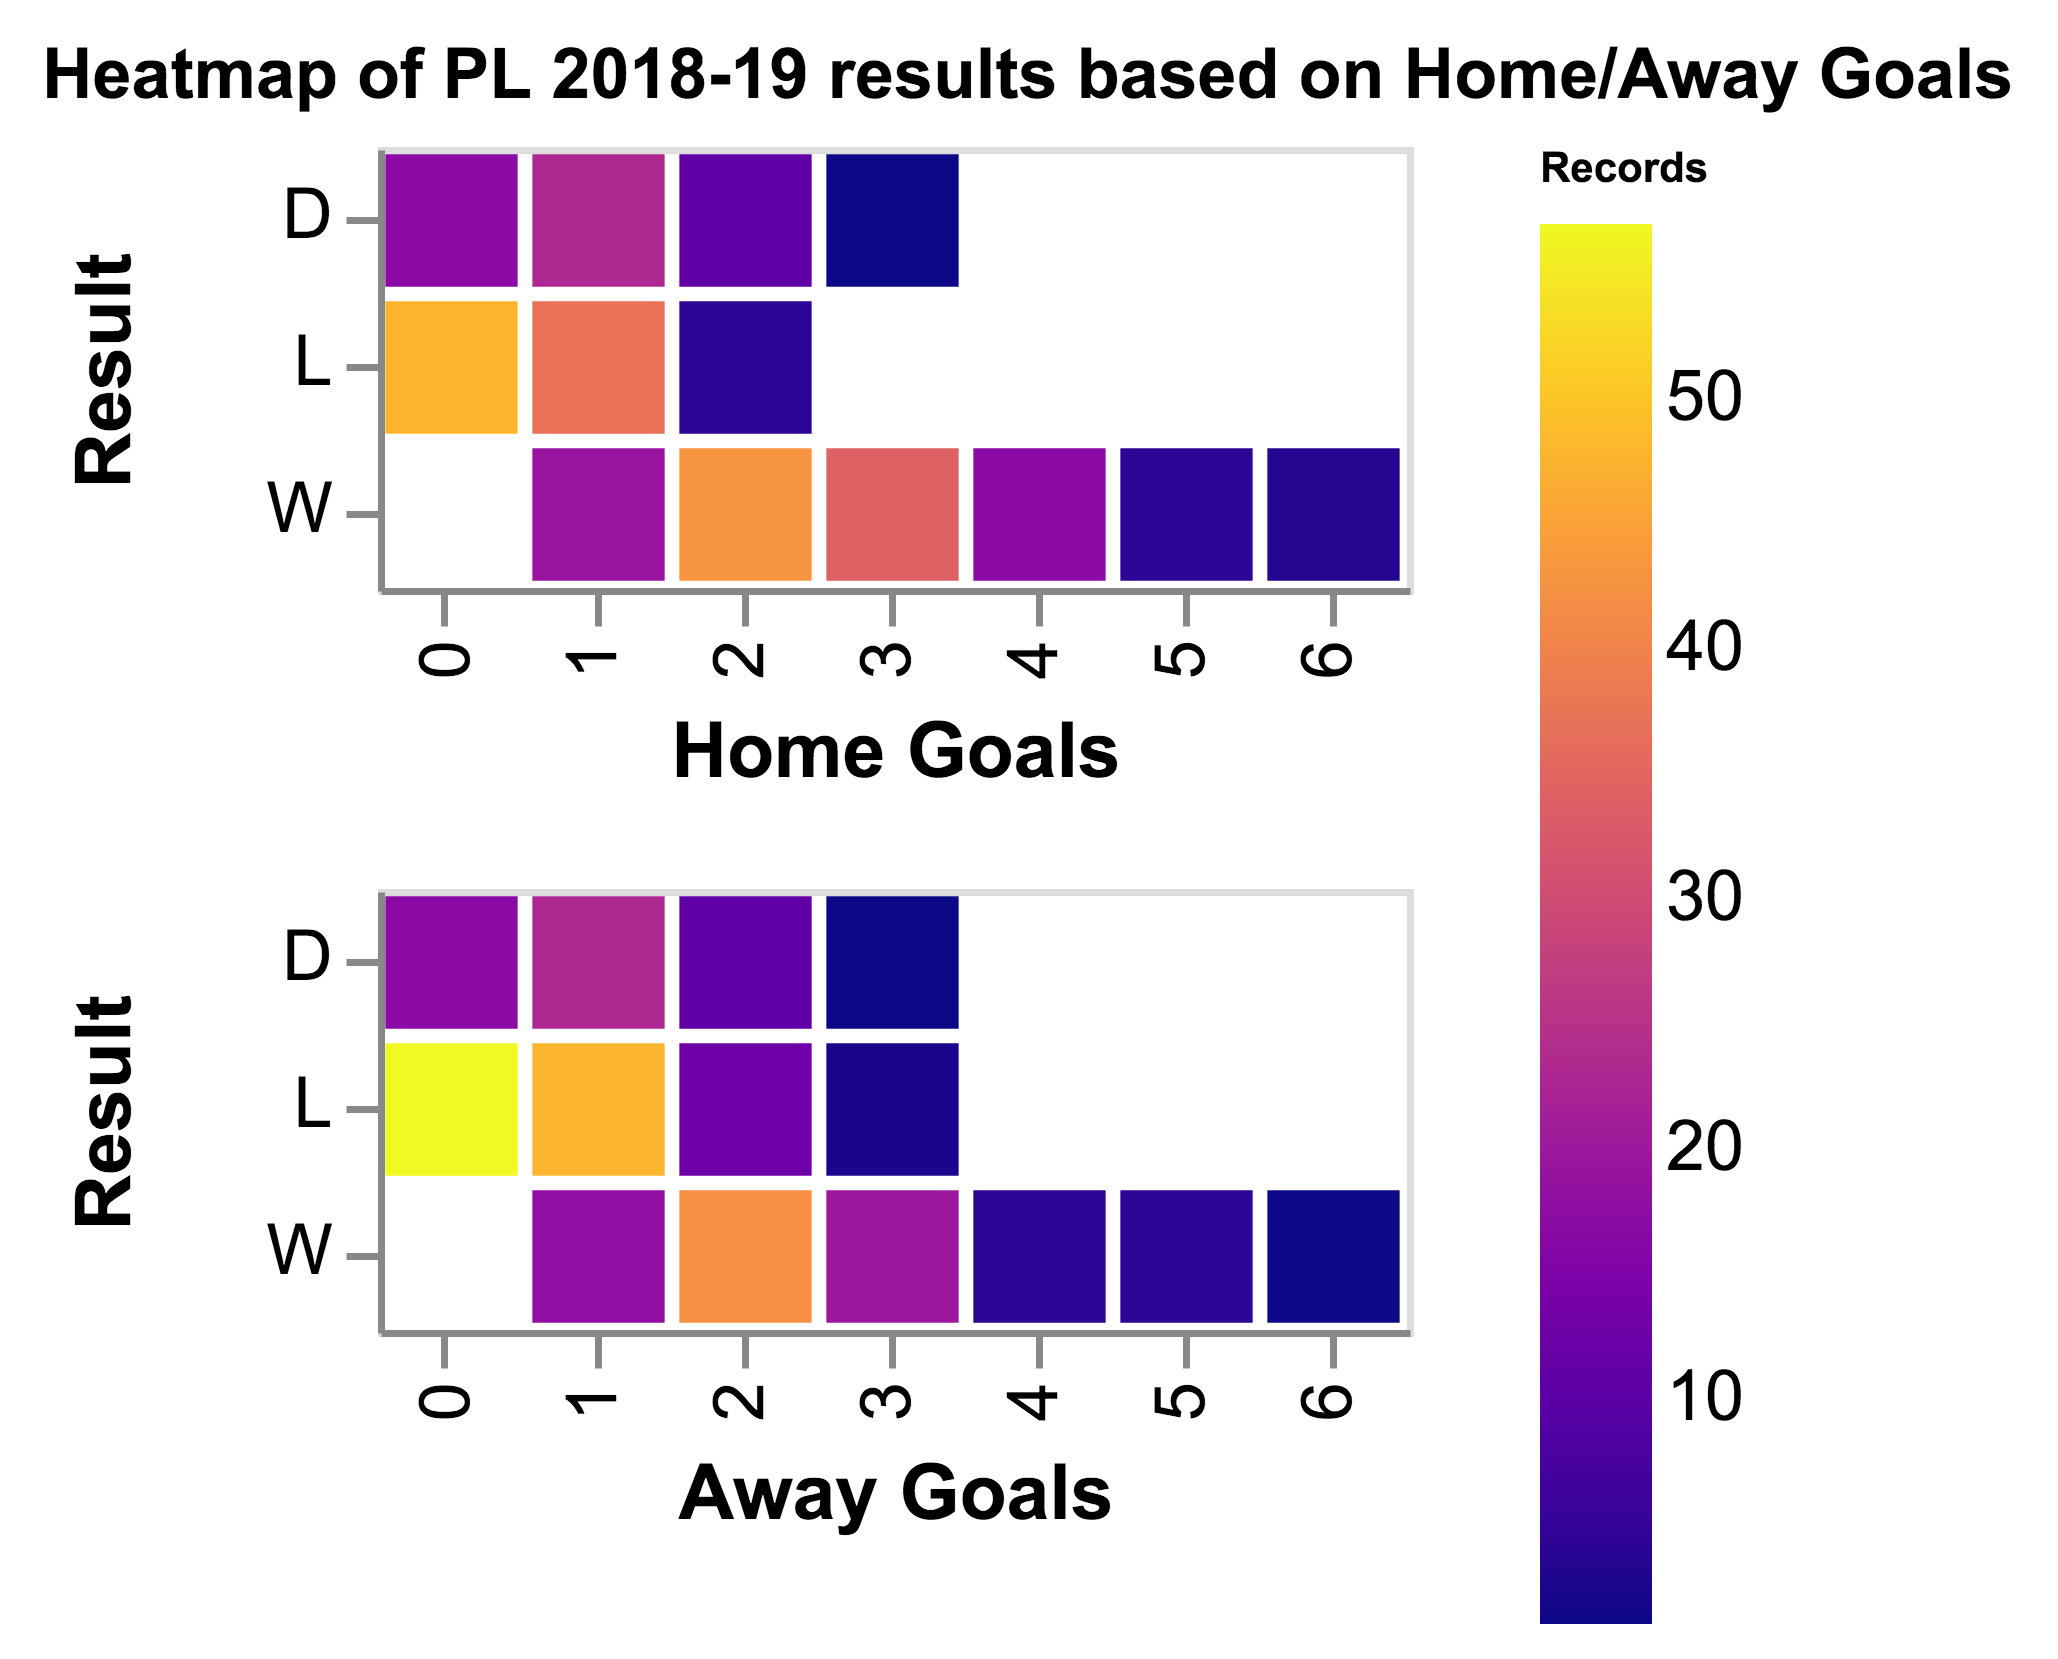 Heatmap of PL 2018-19 results based on Home/Away Goals
Records
Result
D
L
W
0 1 2 3 4 5 6
Home Goals
Result
D
L
W
0 1 2 3 4 5 6
Away Goals
50
40
30
20
10